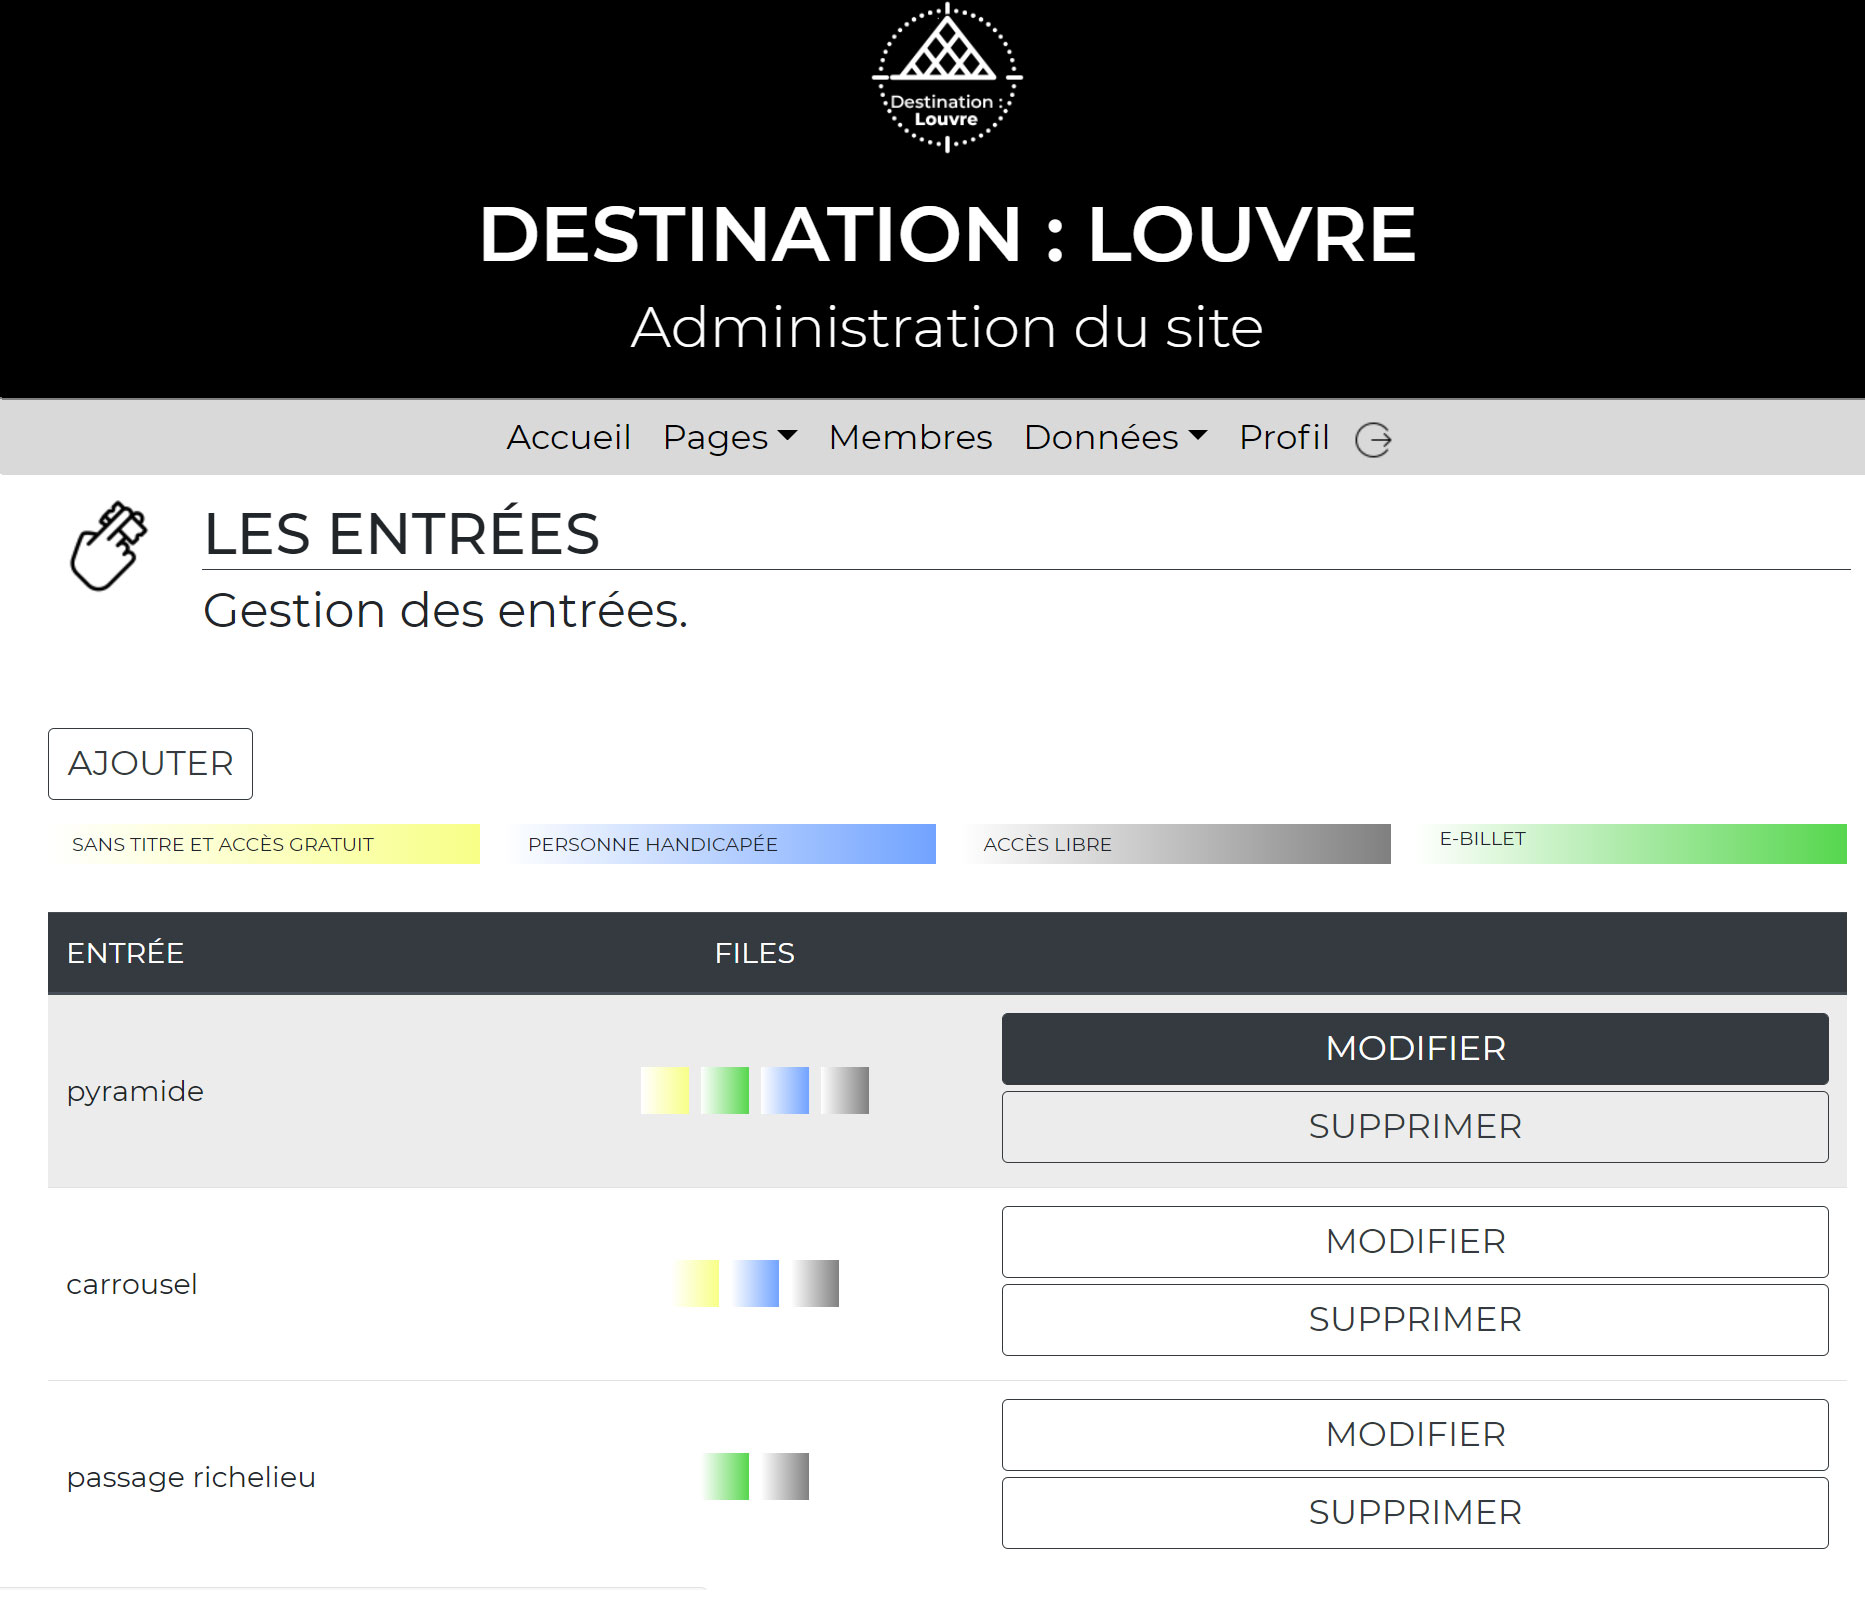 Destination :
Louvre
DESTINATION : LOUVRE
Administration du site
Accueil Pages Membres Données Profil
LES ENTRÉES
Gestion des entrées.
AJOUTER
SANS TITRE ET ACCÈS GRATUIT PERSONNE HANDICAPÉE ACCÈS LIBRE E-BILLET
ENTRÉE FILES
MODIFIER
pyramide
SUPPRIMER
MODIFIER
carrousel
SUPPRIMER
MODIFIER
passage richelieu
SUPPRIMER